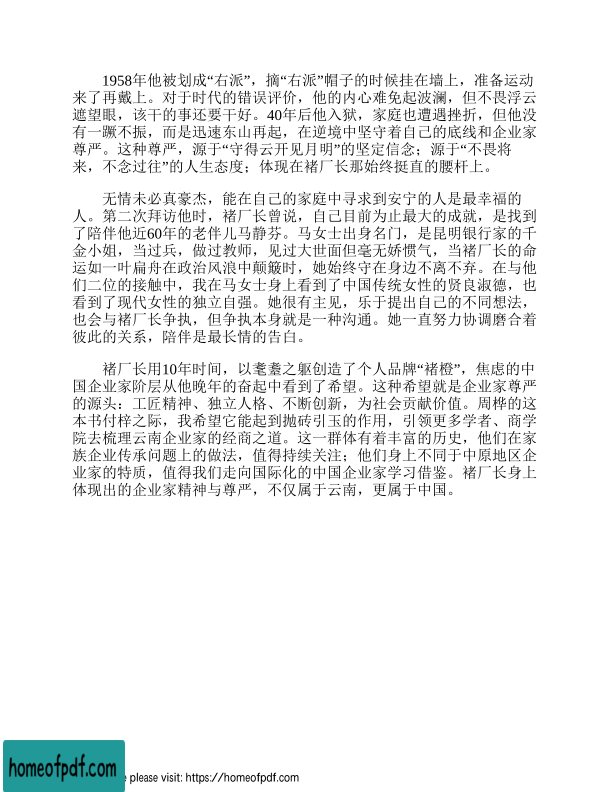 1958年他被划成“右派”，摘“右派”帽子的时候挂在墙上，准备运动
来了再戴上。对于时代的错误评价，他的内心难免起波澜，但不畏浮云
遮望眼，该干的事还要干好。40年后他入狱，家庭也遭遇挫折，但他没
有一蹶不振，而是迅速东山再起，在逆境中坚守着自己的底线和企业家
尊严。这种尊严，源于“守得云开见月明”的坚定信念；源于“不畏将
来，不念过往”的人生态度；体现在褚厂长那始终挺直的腰杆上。
无情未必真豪杰，能在自己的家庭中寻求到安宁的人是最幸福的
人。第二次拜访他时，褚厂长曾说，自己目前为止最大的成就，是找到
了陪伴他近60年的老伴儿马静芬。马女士出身名门，是昆明银行家的千
金小姐，当过兵，做过教师，见过大世面但毫无娇惯气，当褚厂长的命
运如一叶扁舟在政治风浪中颠簸时，她始终守在身边不离不弃。在与他
们二位的接触中，我在马女士身上看到了中国传统女性的贤良淑德，也
看到了现代女性的独立自强。她很有主见，乐于提出自己的不同想法，
也会与褚厂长争执，但争执本身就是一种沟通。她一直努力协调磨合着
彼此的关系，陪伴是最长情的告白。
褚厂长用10年时间，以耄耋之躯创造了个人品牌“褚橙”，焦虑的中
国企业家阶层从他晚年的奋起中看到了希望。这种希望就是企业家尊严
的源头：工匠精神、独立人格、不断创新，为社会贡献价值。周桦的这
本书付梓之际，我希望它能起到抛砖引玉的作用，引领更多学者、商学
院去梳理云南企业家的经商之道。这一群体有着丰富的历史，他们在家
族企业传承问题上的做法，值得持续关注；他们身上不同于中原地区企
业家的特质，值得我们走向国际化的中国企业家学习借鉴。褚厂长身上
体现出的企业家精神与尊严，不仅属于云南，更属于中国。
homeofpdf.com
please visit: https://homeofpdf.com